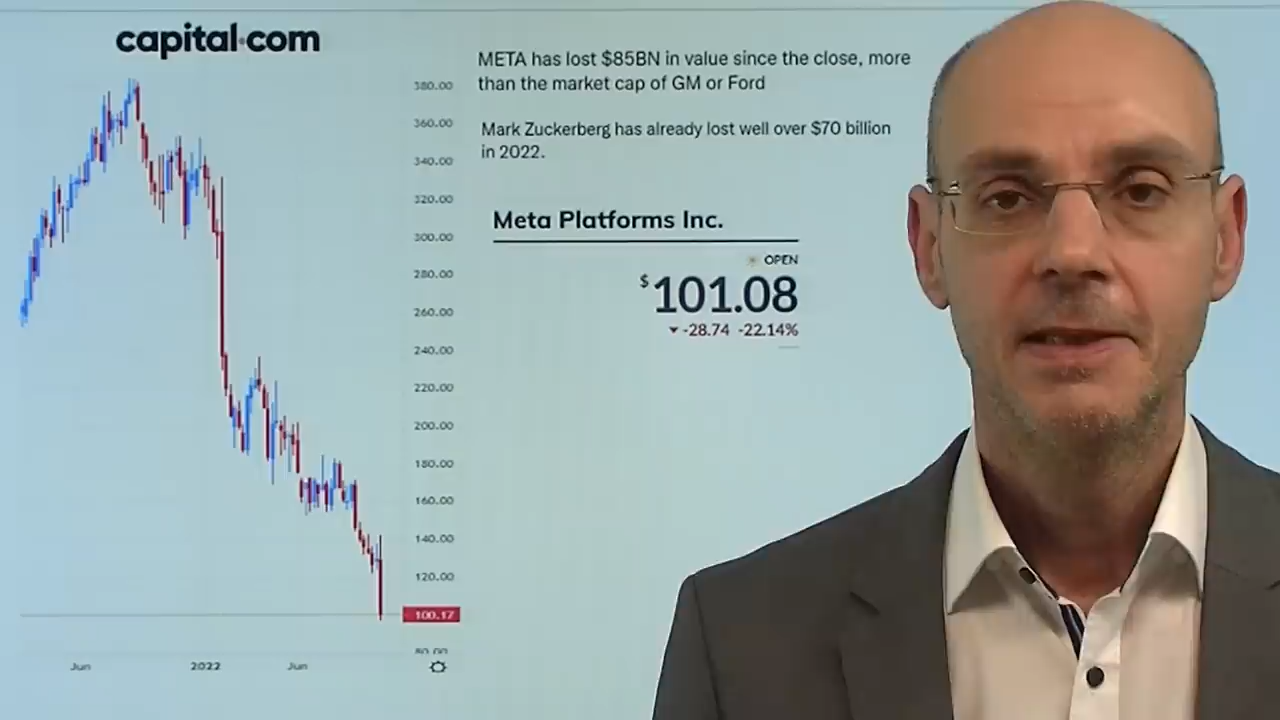 capital.com
META has lost $85BN in value since the close, more
than the market cap of GM or Ford
Mark Zuckerberg has already lost well over $70 billion
in 2022.
Meta Platforms Inc.
OPEN
$101.08
▼ -28.74 -22.14%
380.00
360.00
340.00
320.00
300.00
280.00
260.00
240.00
220.00
200.00
180.00
160.00
140.00
120.00
100.17
Jun
2022
Jun